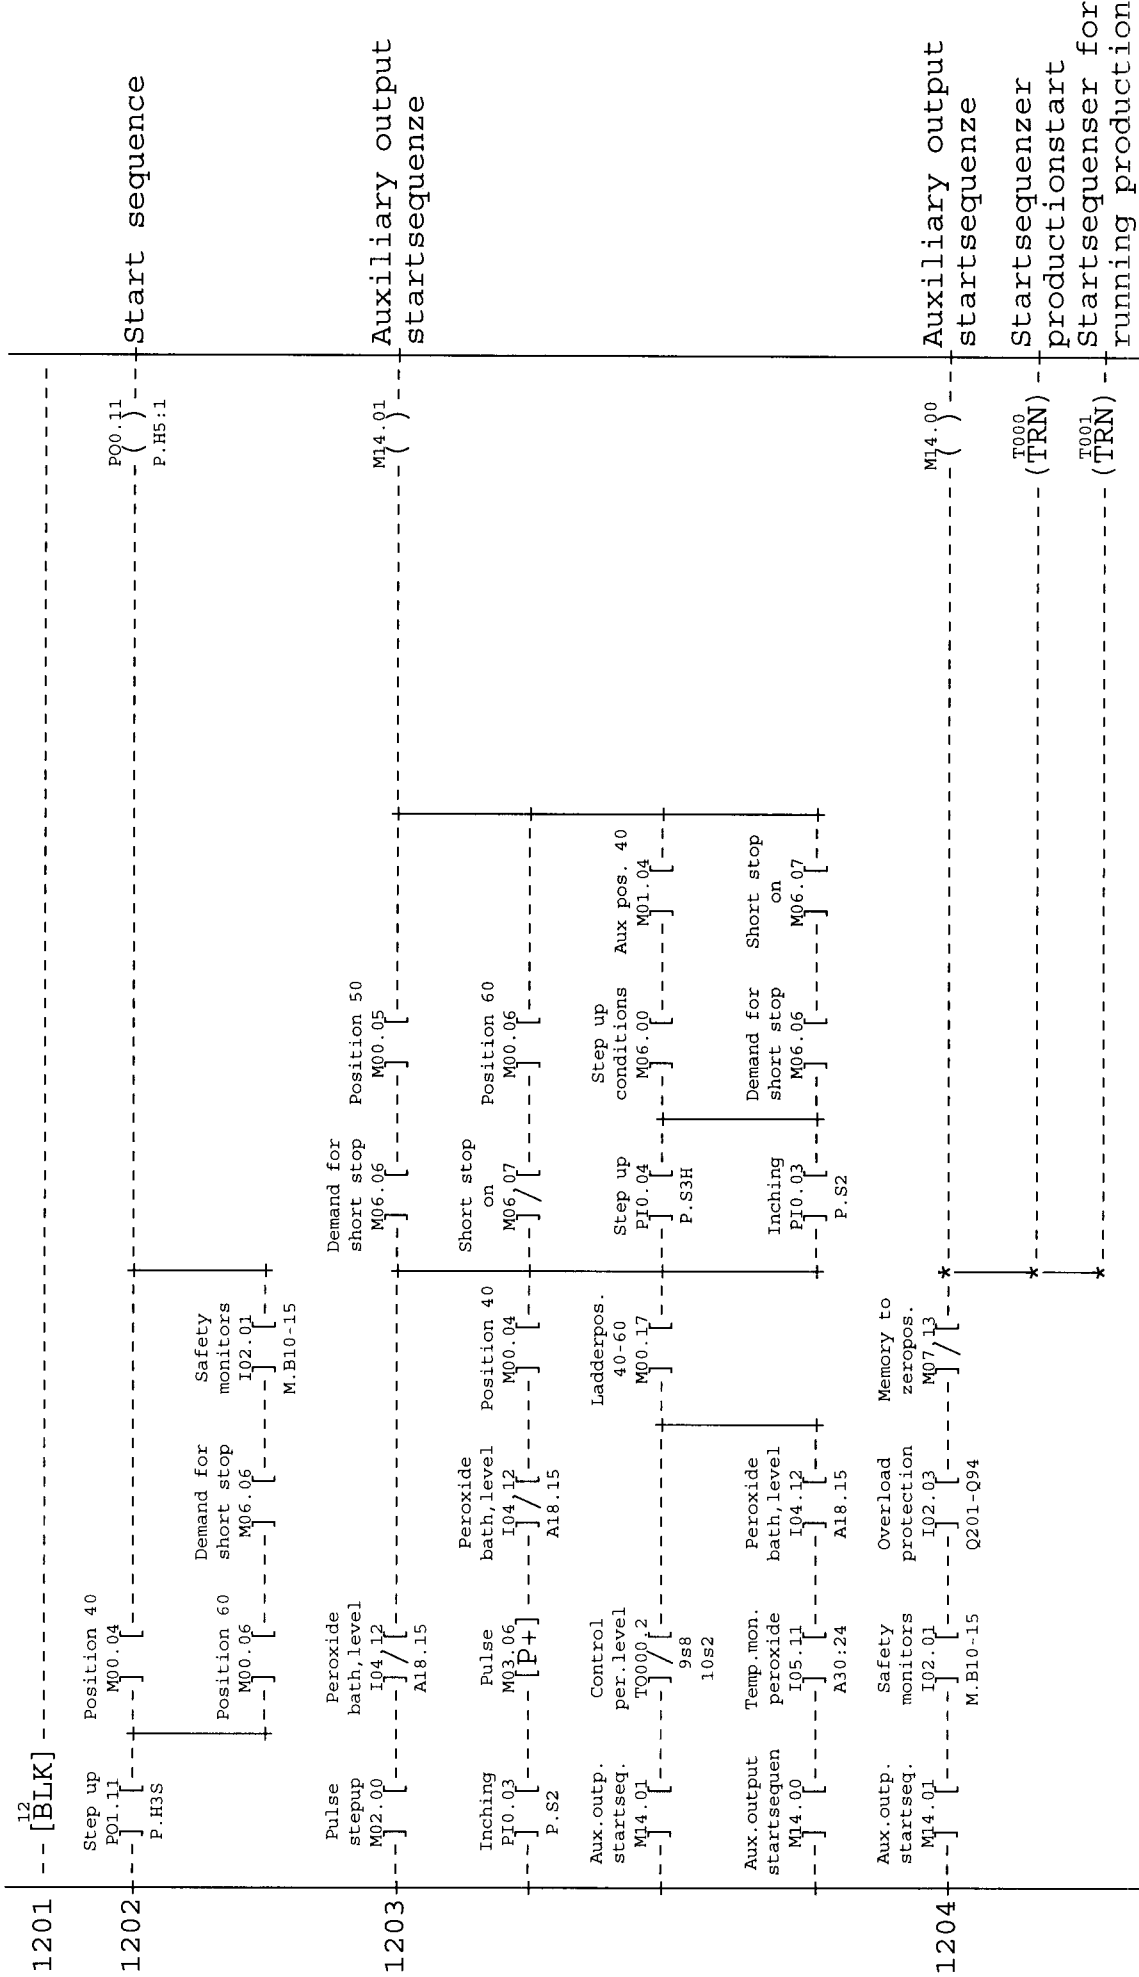 1201
12
[BLK]
1202
Step up
PO1.11
] [
P.H3S
Position 40
M00.04
] [
PO0.11
( )
P.H5:1
Start sequence
Position 60
M00.06
] [
Demand for
short stop
M06.06
] [
Safety
monitors
I02.01
] [
M.B10-15
1203
Pulse
stepup
M02.00
] [
Peroxide
bath,level
I04/12
]/[
A18.15
Demand for
short stop
M06.06
] [
Position 50
M00.05
] [
M14.01
( )
Auxiliary output
startsequenze
Inching
PI0.03
] [
P.S2
Pulse
M03.06
[P+]
Peroxide
bath,level
I04/12
]/[
A18.15
Position 40
M00.04
] [
Short stop
on
M06/07
]/[
Position 60
M00.06
] [
Aux.outp.
startseq.
M14.01
] [
Control
per.level
TO000.2
]/[
9s8
10s2
Ladderpos.
40-60
M00.17
] [
Step up
PI0.04
] [
P.S3H
Step up
conditions
M06.00
] [
Aux pos. 40
M01.04
] [
Aux.output
startsequen
M14.00
] [
Temp.mon.
peroxide
I05.11
] [
A30:24
Peroxide
bath,level
I04.12
] [
A18.15
Inching
PI0.03
] [
P.S2
Demand for
short stop
M06.06
] [
Short stop
on
M06.07
] [
1204
Aux.outp.
startseq.
M14.01
] [
Safety
monitors
I02.01
] [
M.B10-15
Overload
protection
I02.03
] [
Q201-Q94
Memory to
zeropos.
M07/13
]/[
M14.00
( )
Auxiliary output
startsequenze
T000
(TRN)
Startsequenzer
productionstart
T001
(TRN)
Startsequenser for
running production